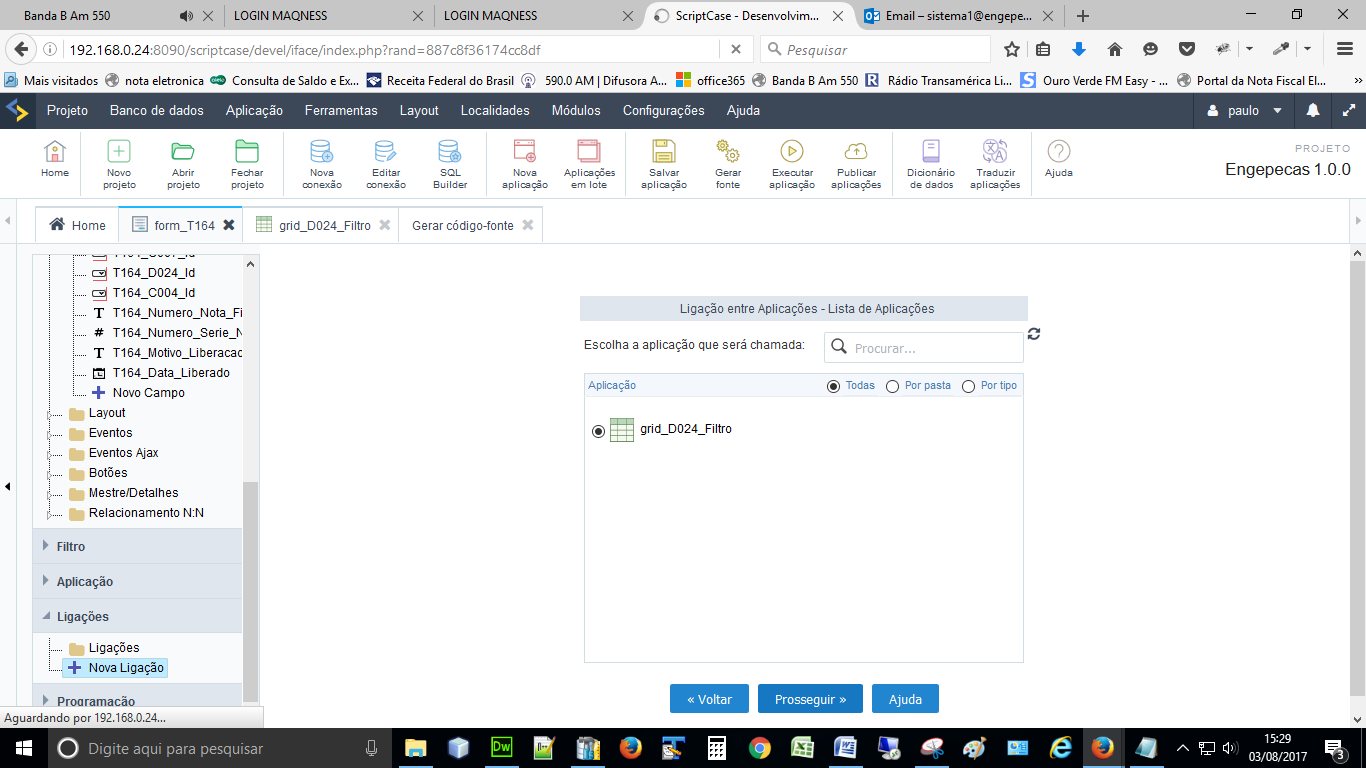 Banda B Am 550
LOGIN MAQNESS
LOGIN MAQNESS
ScriptCase - Desenvolvim...
Email – sistema1@engepe...
192.168.0.24:8090/scriptcase/devel/iface/index.php?rand=887c8f36174cc8df
Pesquisar
Mais visitados
nota eletronica
Consulta de Saldo e Ex...
Receita Federal do Brasil
590.0 AM | Difusora A...
office365
Banda B Am 550
Rádio Transamérica Li...
Ouro Verde FM Easy - ...
Portal da Nota Fiscal El...
Projeto
Banco de dados
Aplicação
Ferramentas
Layout
Localidades
Módulos
Configurações
Ajuda
paulo
Home
Novo projeto
Abrir projeto
Fechar projeto
Nova conexão
Editar conexão
SQL Builder
Nova aplicação
Aplicações em lote
Salvar aplicação
Gerar fonte
Executar aplicação
Publicar aplicações
Dicionário de dados
Traduzir aplicações
Ajuda
PROJETO
Engepecas 1.0.0
Home
form_T164
grid_D024_Filtro
Gerar código-fonte
T164_D024_Id
T164_C004_Id
T164_Numero_Nota_Fi
T164_Numero_Serie_N
T164_Motivo_Liberacao
T164_Data_Liberado
Novo Campo
Layout
Eventos
Eventos Ajax
Botões
Mestre/Detalhes
Relacionamento N:N
Filtro
Aplicação
Ligações
Ligações
Nova Ligação
Programação
Ligação entre Aplicações - Lista de Aplicações
Escolha a aplicação que será chamada:
Procurar...
Aplicação
Todas
Por pasta
Por tipo
grid_D024_Filtro
« Voltar
Prosseguir »
Ajuda
Aguardando por 192.168.0.24...
Digite aqui para pesquisar
Dw
15:29
03/08/2017
3